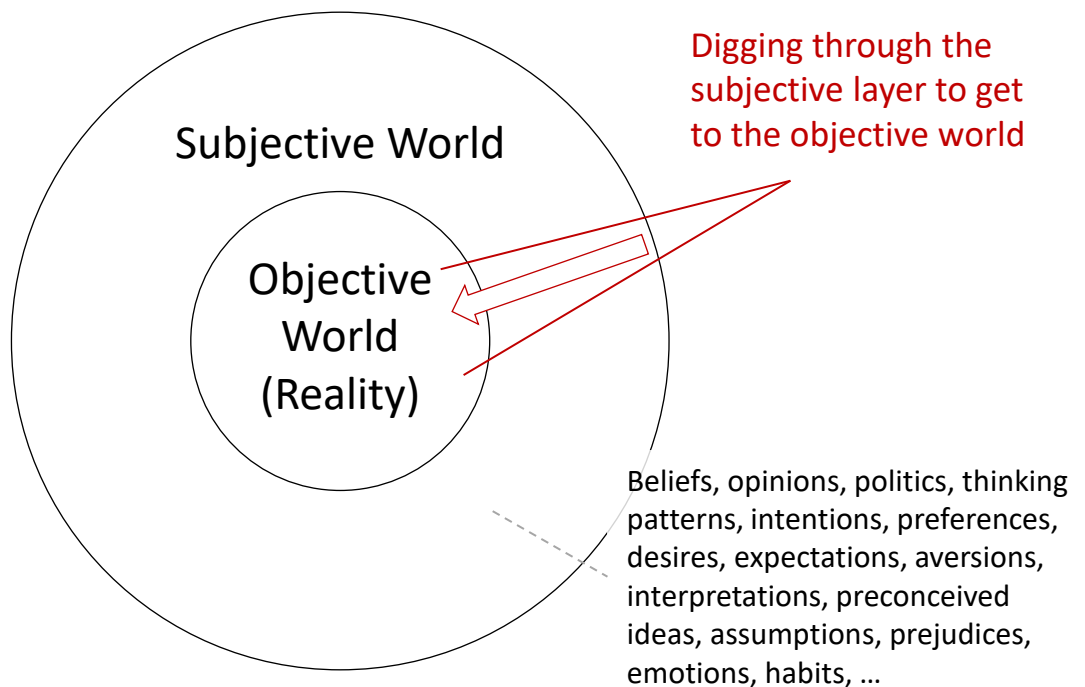 Digging through the
subjective layer to get
to the objective world
Subjective World
Objective
World
(Reality)
Beliefs, opinions, politics, thinking
patterns, intentions, preferences,
desires, expectations, aversions,
interpretations, preconceived
ideas, assumptions, prejudices,
emotions, habits, …